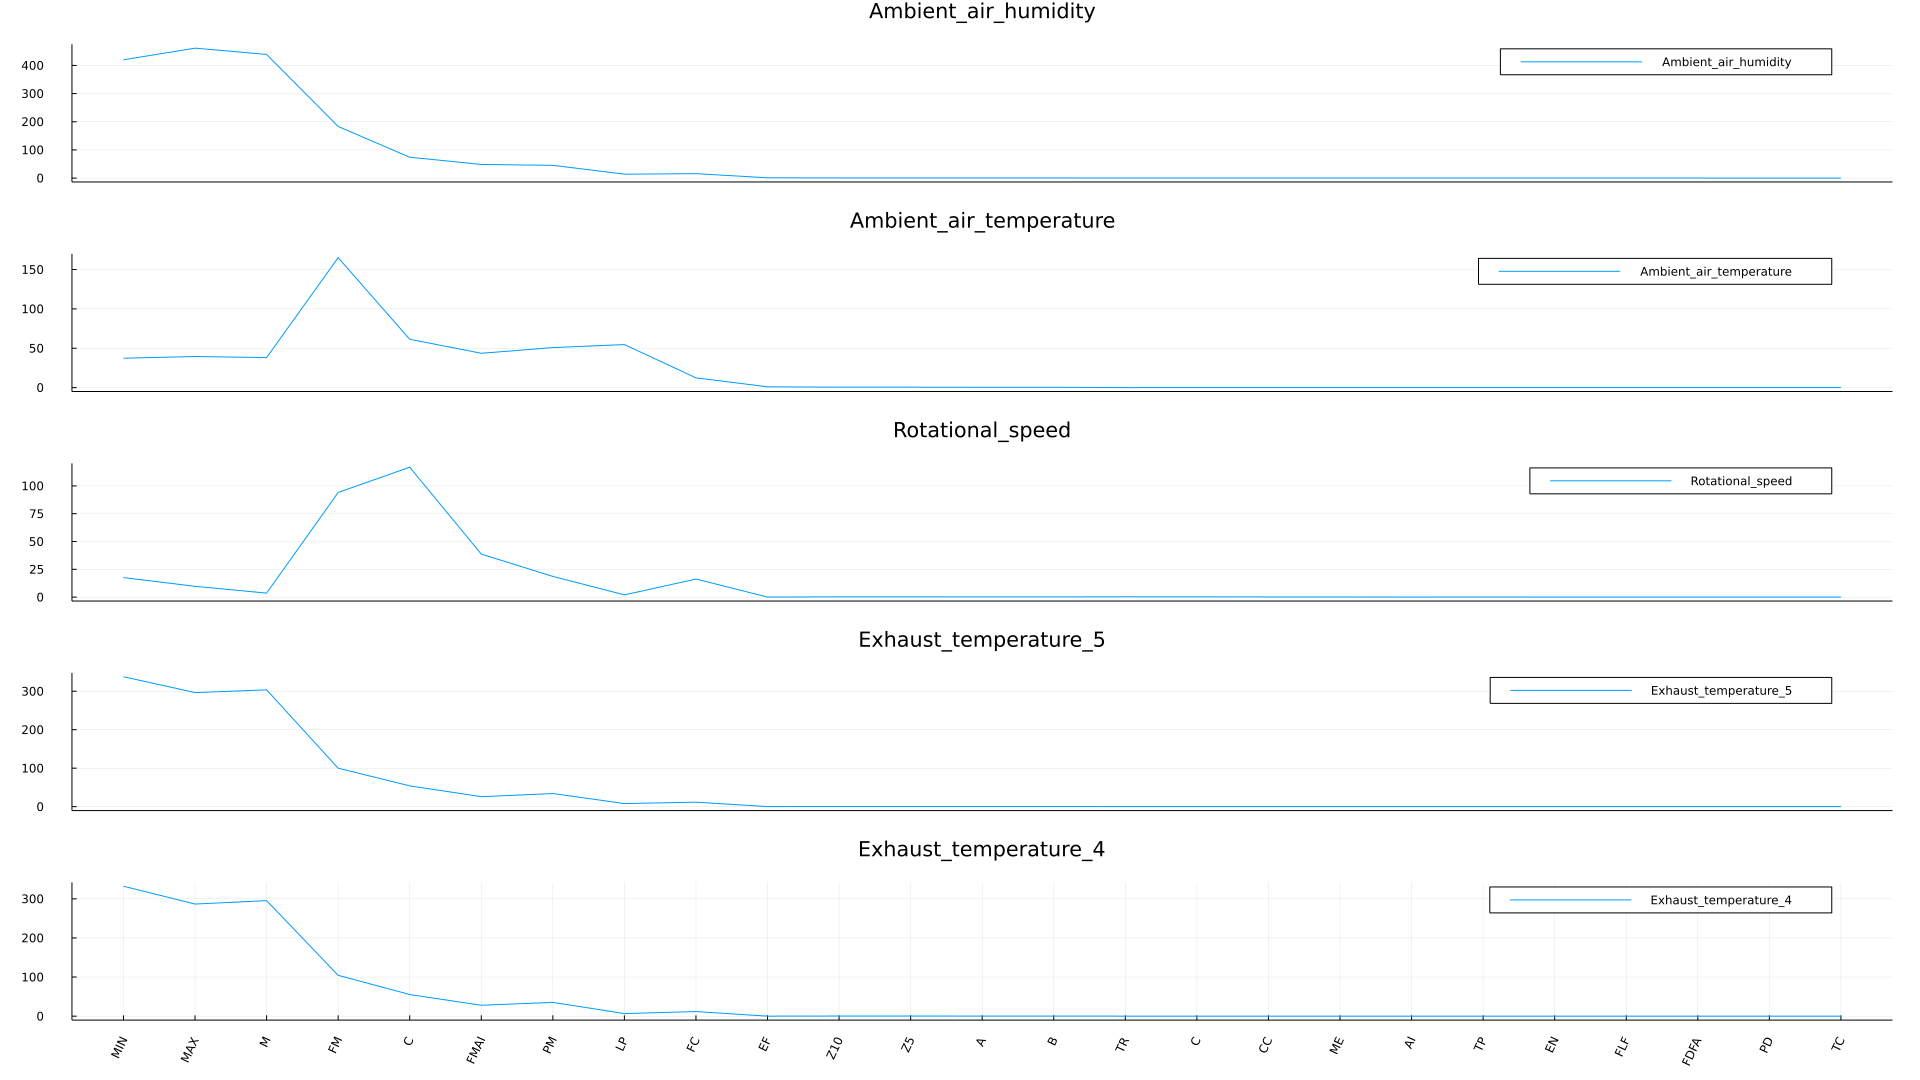 Ambient_air_humidity
400
300
200
100
0
Ambient_air_humidity
Ambient_air_temperature
150
100
50
0
Ambient_air_temperature
Rotational_speed
100
75
50
25
0
Rotational_speed
Exhaust_temperature_5
300
200
100
0
Exhaust_temperature_5
Exhaust_temperature_4
300
200
100
0
Exhaust_temperature_4
MIN MAX M FM C FMAI PM LP FC EF Z10 Z5 A B TR C CC ME AI TP EN FLF FDFA PD TC